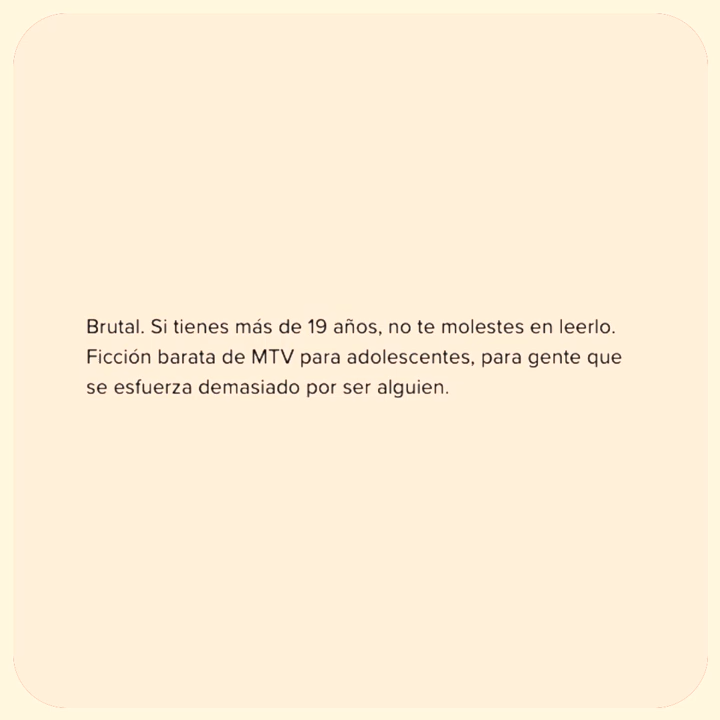 Brutal. Si tienes más de 19 años, no te molestes en leerlo.
Ficción barata de MTV para adolescentes, para gente que
se esfuerza demasiado por ser alguien.